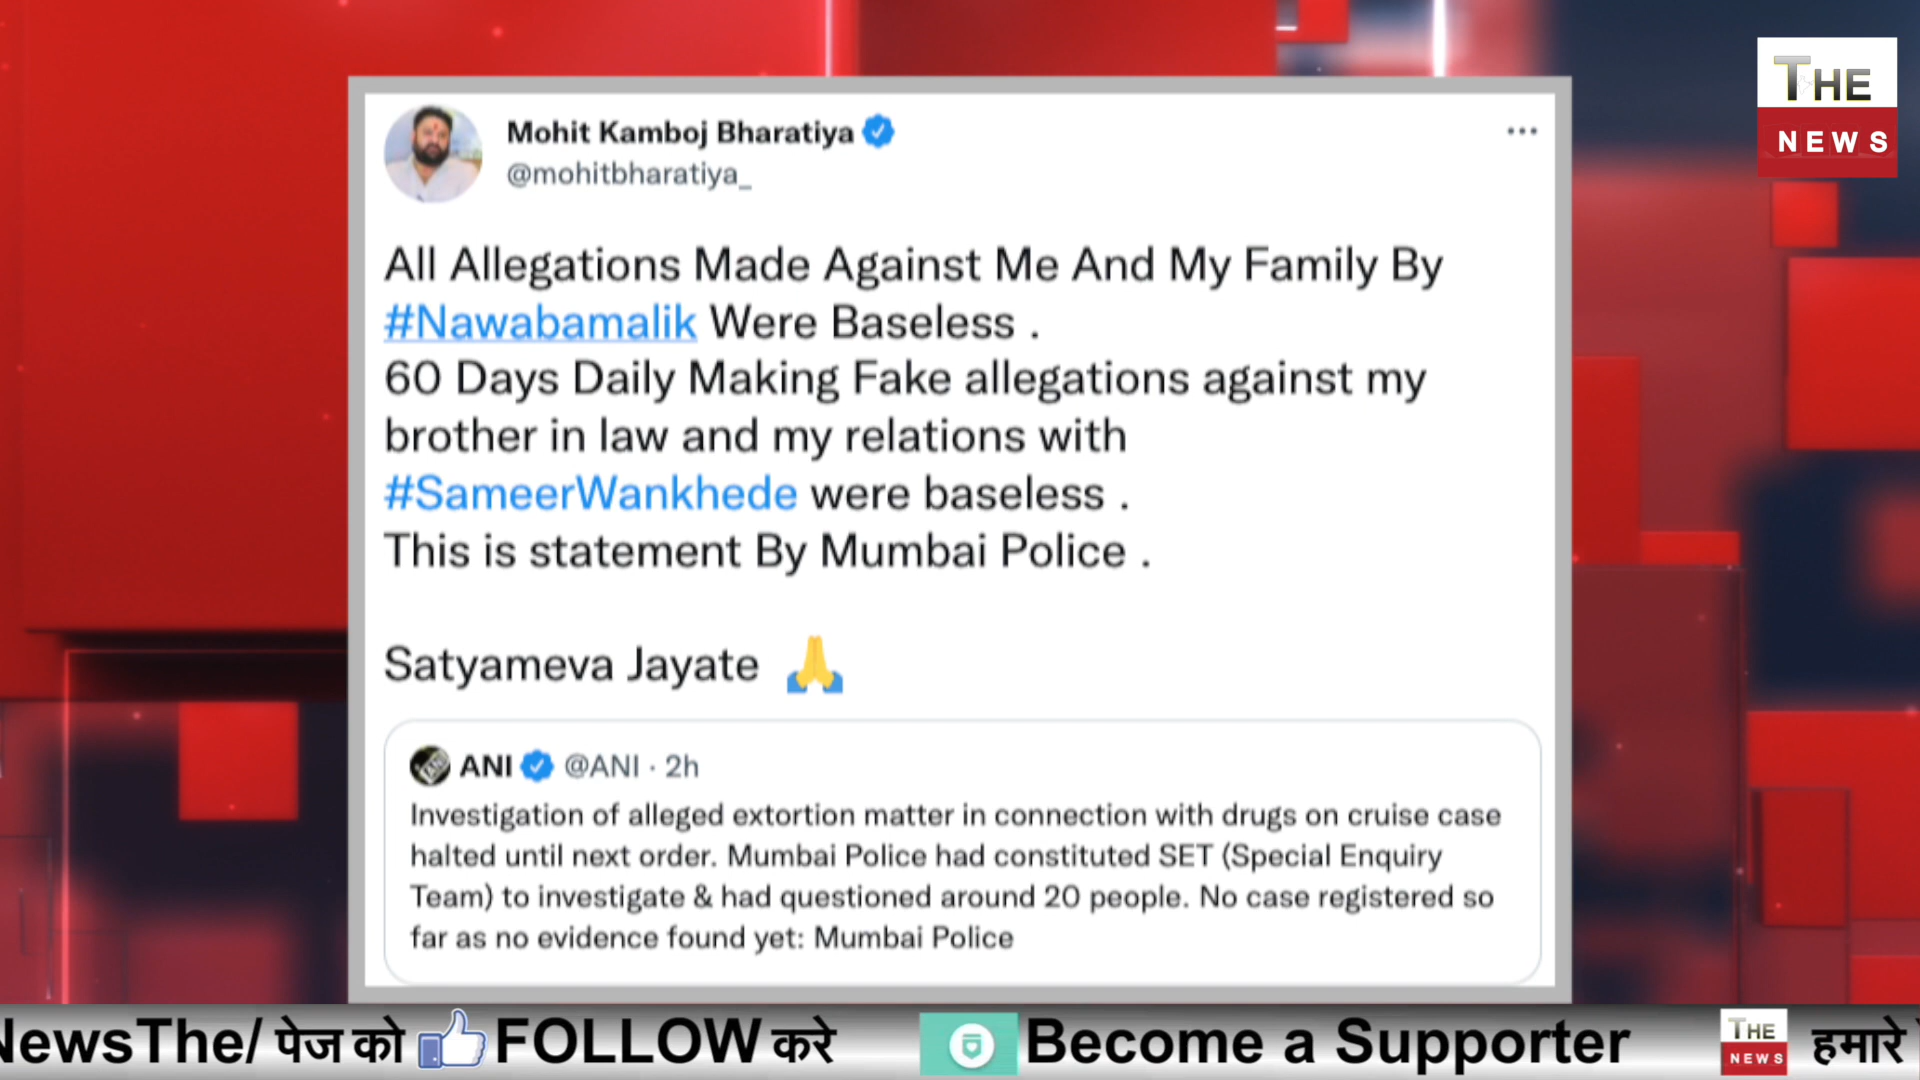 THE
NEWS
Mohit Kamboj Bharatiya
@mohitbharatiya_
All Allegations Made Against Me And My Family By
#Nawabamalik Were Baseless .
60 Days Daily Making Fake allegations against my
brother in law and my relations with
#SameerWankhede were baseless .
This is statement By Mumbai Police .
Satyameva Jayate 🙏
ANI @ANI · 2h
Investigation of alleged extortion matter in connection with drugs on cruise case
halted until next order. Mumbai Police had constituted SET (Special Enquiry
Team) to investigate & had questioned around 20 people. No case registered so
far as no evidence found yet: Mumbai Police
NewsThe/ पेज को FOLLOW करे Become a Supporter THE NEWS हमारे